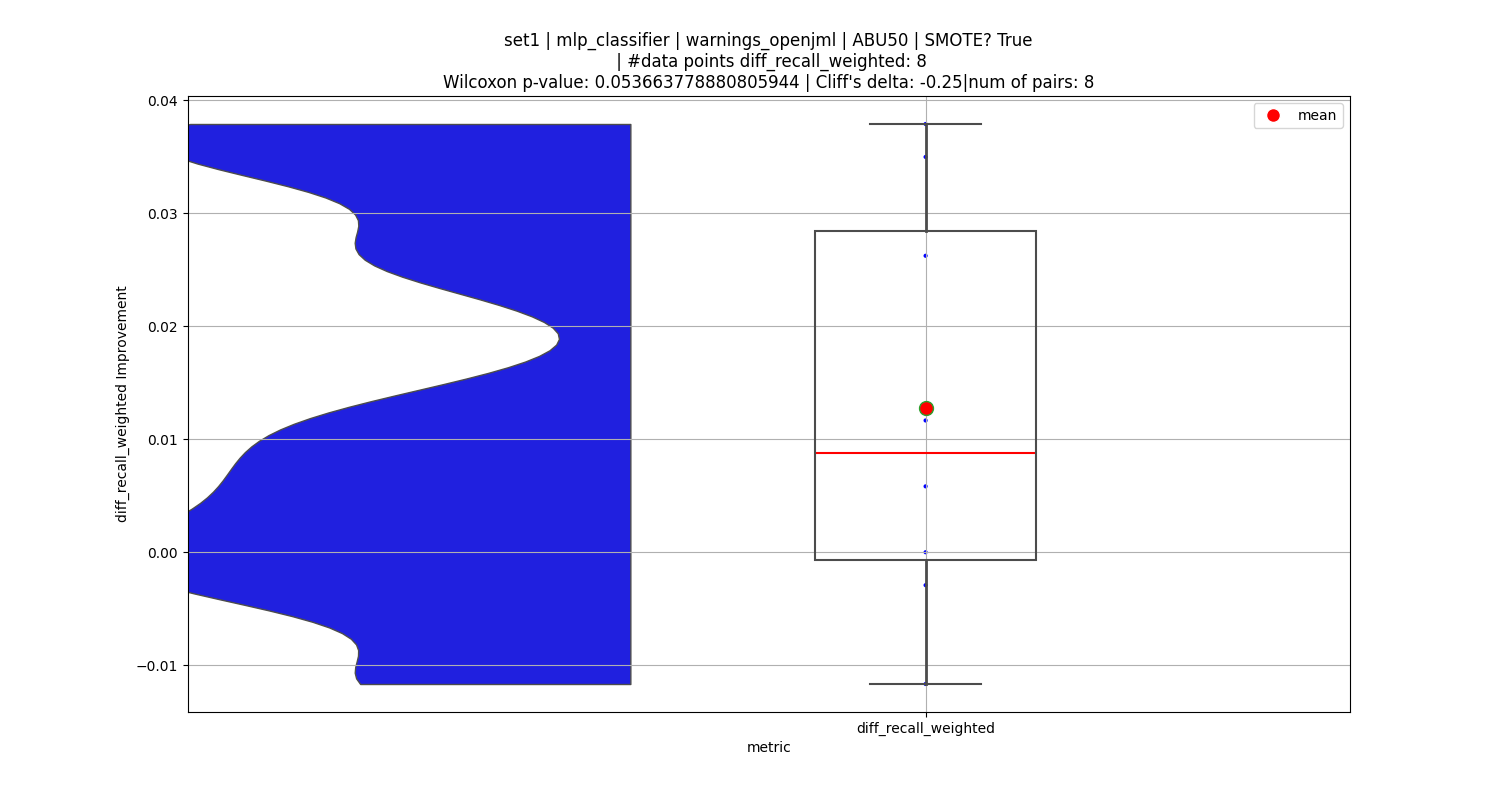 set1 | mlp_classifier | warnings_openjml | ABU50 | SMOTE? True
| #data points diff_recall_weighted: 8
Wilcoxon p-value: 0.053663778880805944 | Cliff's delta: -0.25|num of pairs: 8
0.04
mean
0.03
0.02
diff_recall_weighted Improvement
0.01
0.00
−0.01
diff_recall_weighted
metric